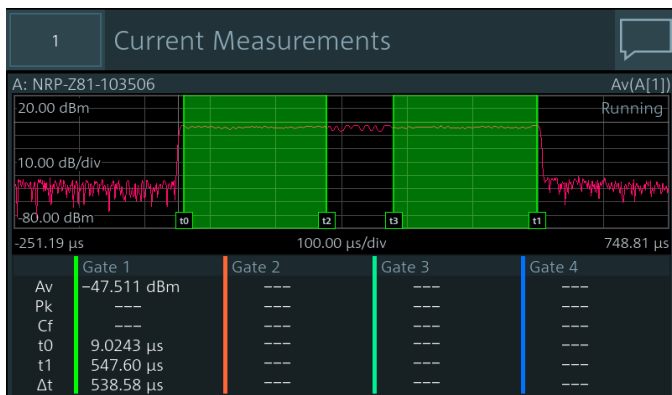 1 Current Measurements
A: NRP-Z81-103506 Av(A[1])
20.00 dBm Running
10.00 dB/div
-80.00 dBm
t0 t2 t3 t1
-251.19 µs 100.00 µs/div 748.81 µs
Gate 1 Gate 2 Gate 3 Gate 4
Av −47.511 dBm --- --- ---
Pk --- --- --- ---
Cf --- --- --- ---
t0 9.0243 µs --- --- ---
t1 547.60 µs --- --- ---
Δt 538.58 µs --- --- ---